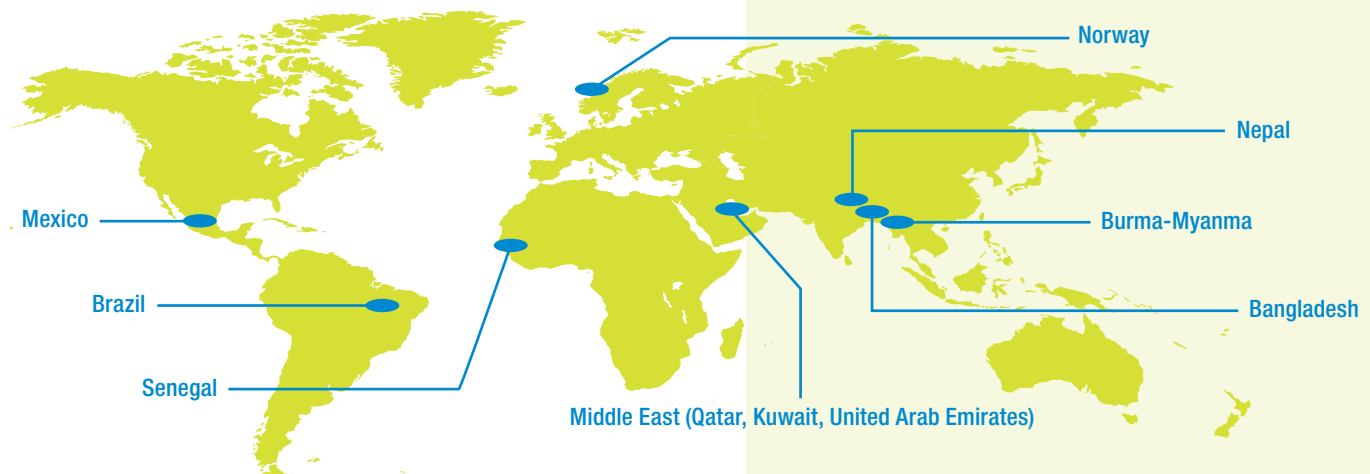 Norway
Nepal
Mexico
Burma-Myanma
Brazil
Bangladesh
Senegal
Middle East (Qatar, Kuwait, United Arab Emirates)